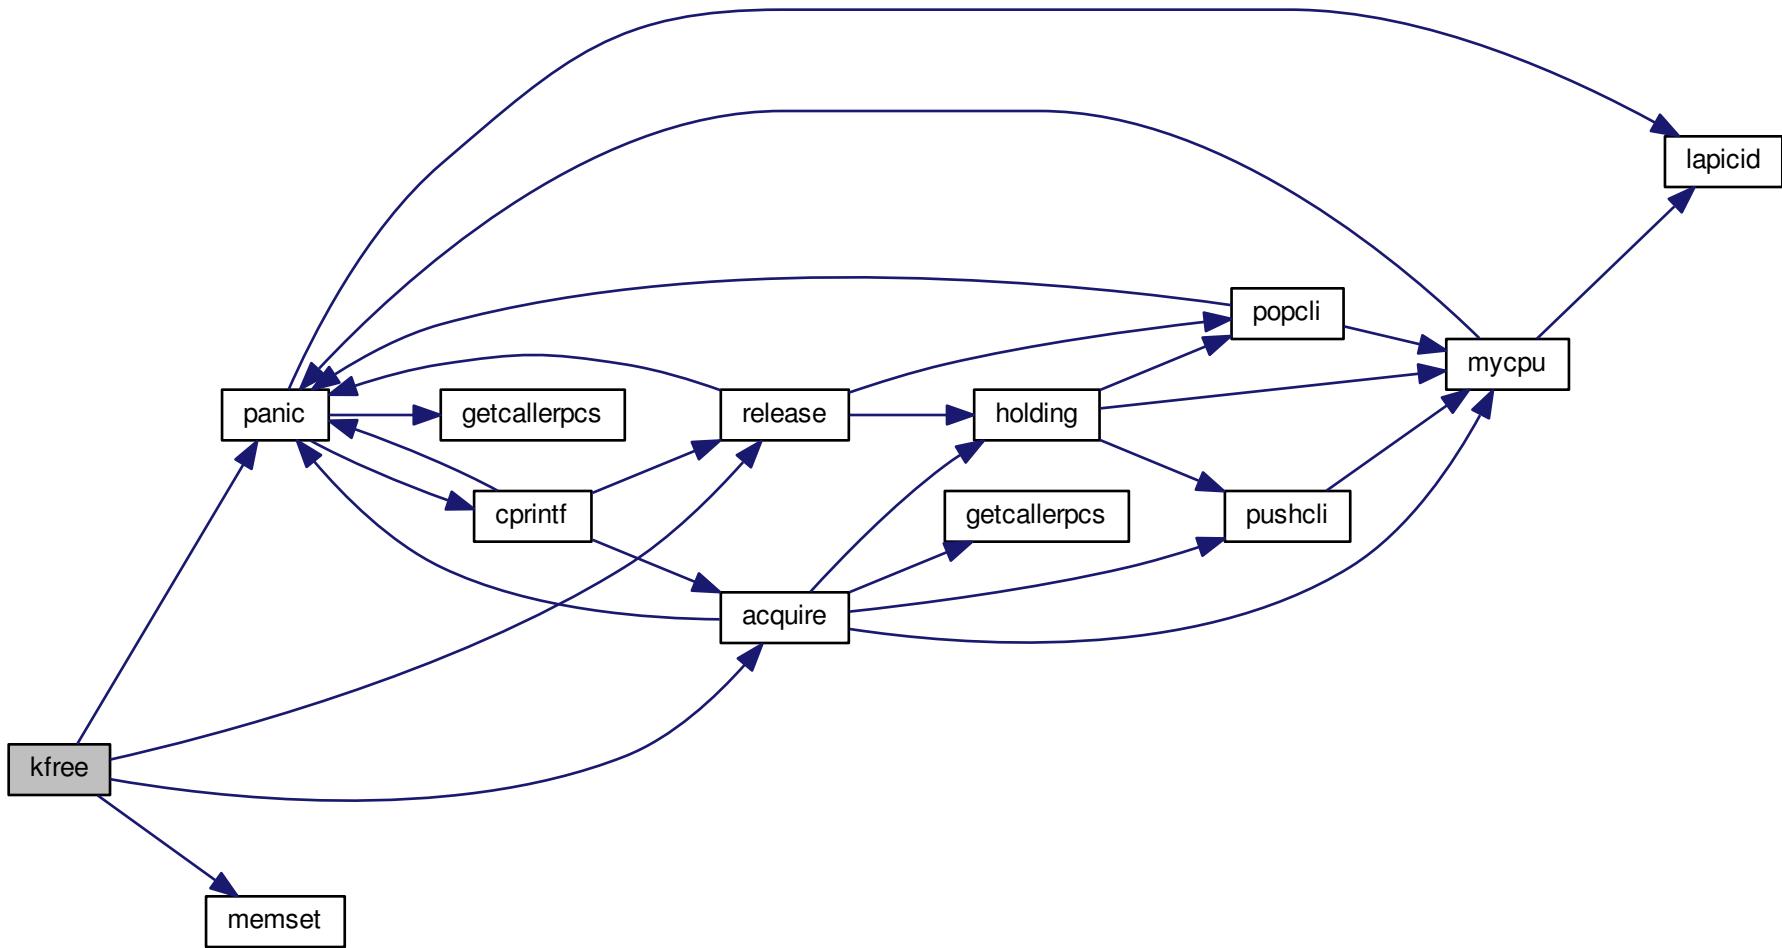 lapicid
popcli
mycpu
panic
getcallerpcs
release
holding
cprintf
getcallerpcs
pushcli
acquire
kfree
memset